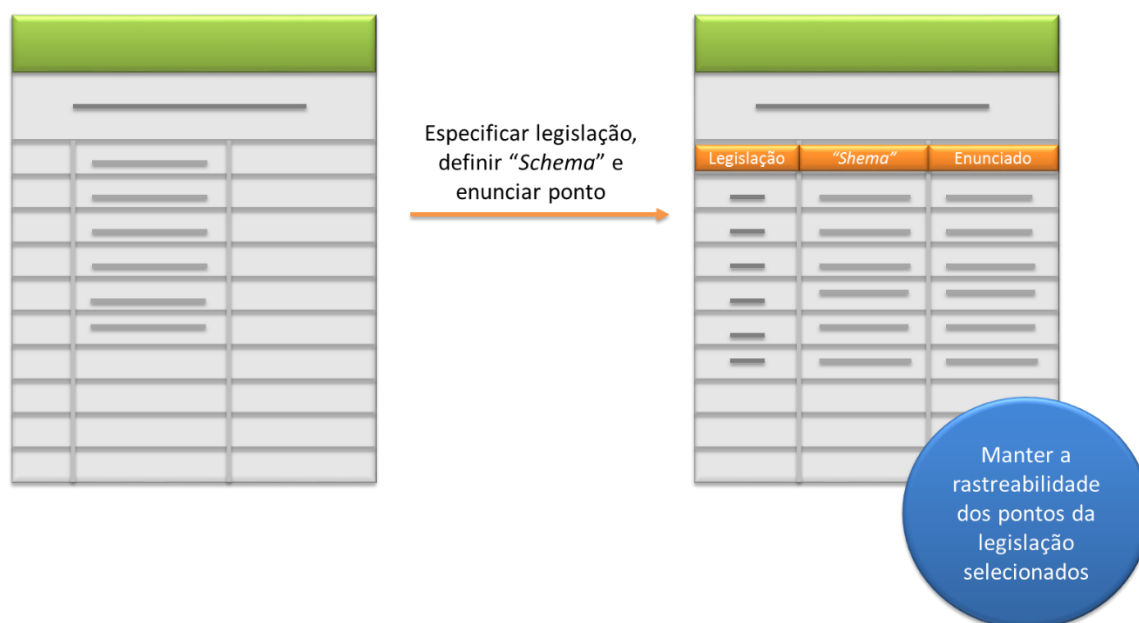 Especificar legislação,
definir “Schema” e
enunciar ponto
Legislação “Shema” Enunciado
Manter a
rastreabilidade
dos pontos da
legislação
selecionados